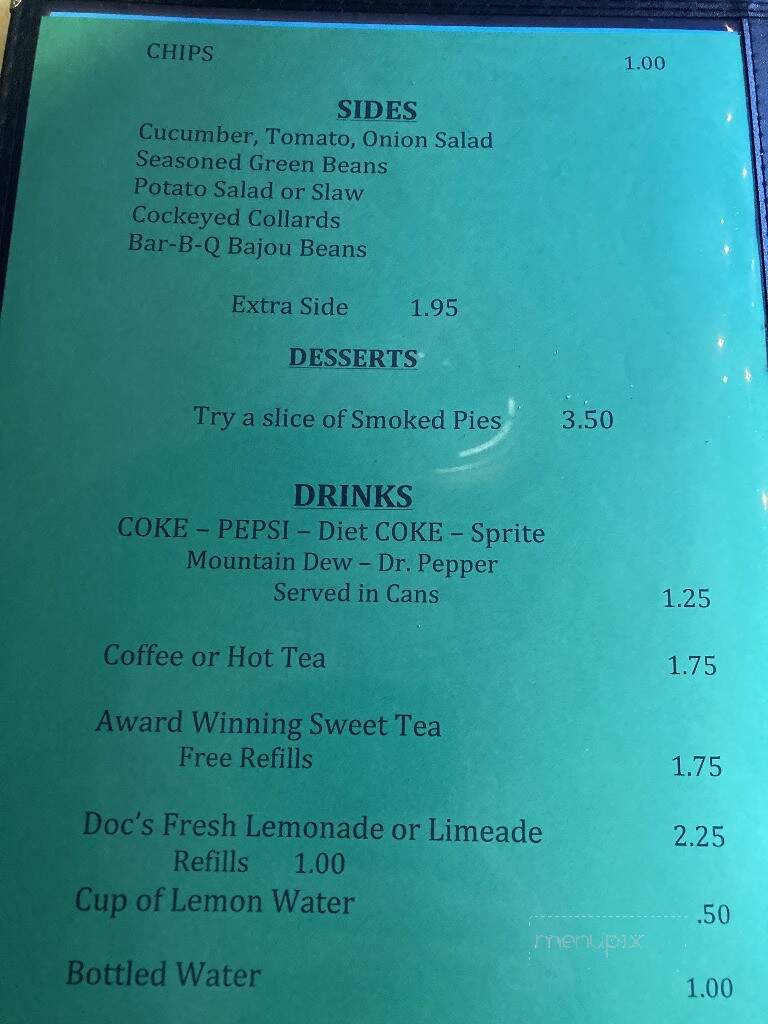 CHIPS 1.00
SIDES
Cucumber, Tomato, Onion Salad
Seasoned Green Beans
Potato Salad or Slaw
Cockeyed Collards
Bar-B-Q Bajou Beans
Extra Side 1.95
DESSERTS
Try a slice of Smoked Pies 3.50
DRINKS
COKE – PEPSI – Diet COKE – Sprite
Mountain Dew – Dr. Pepper
Served in Cans 1.25
Coffee or Hot Tea 1.75
Award Winning Sweet Tea
Free Refills 1.75
Doc's Fresh Lemonade or Limeade 2.25
Refills 1.00
Cup of Lemon Water .50
menupix
Bottled Water 1.00